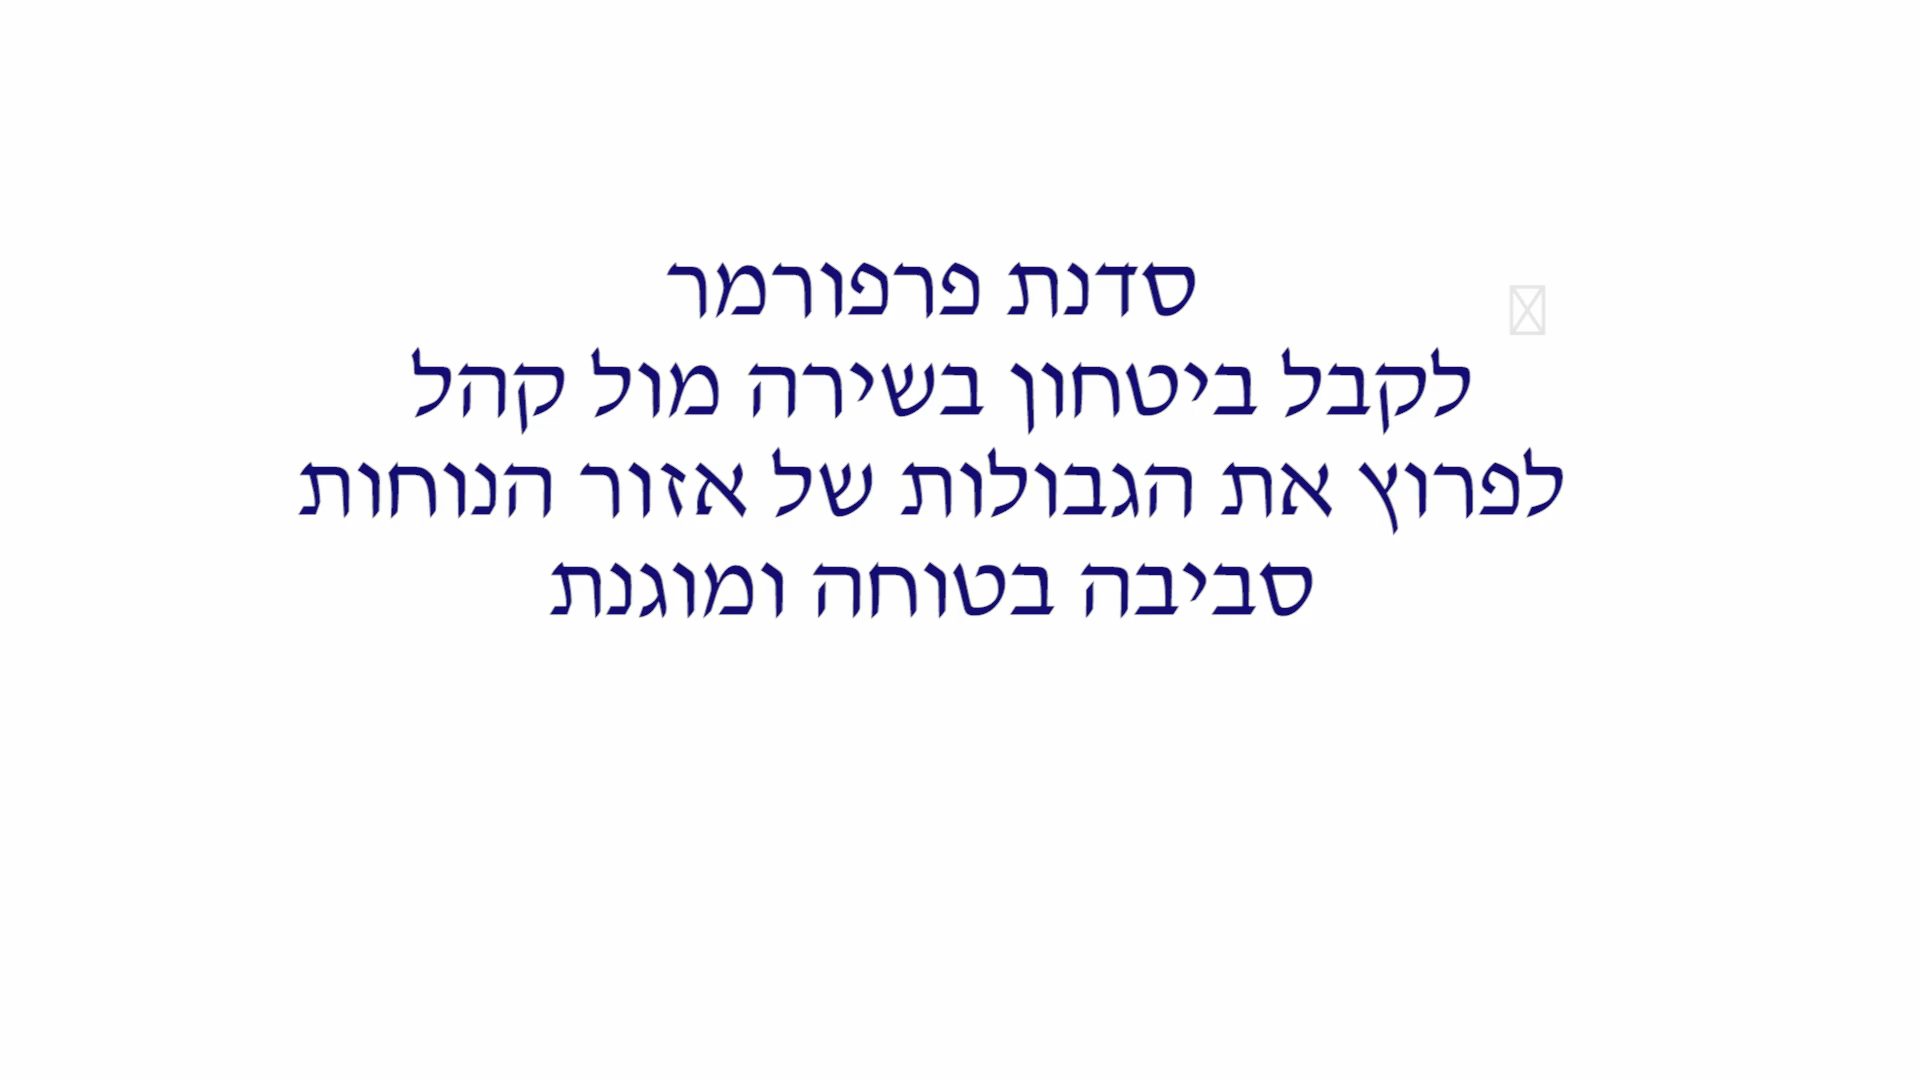 סדנת פרפורמר
לקבל ביטחון בשירה מול קהל
לפרוץ את הגבולות של אזור הנוחות
סביבה בטוחה ומוגנת